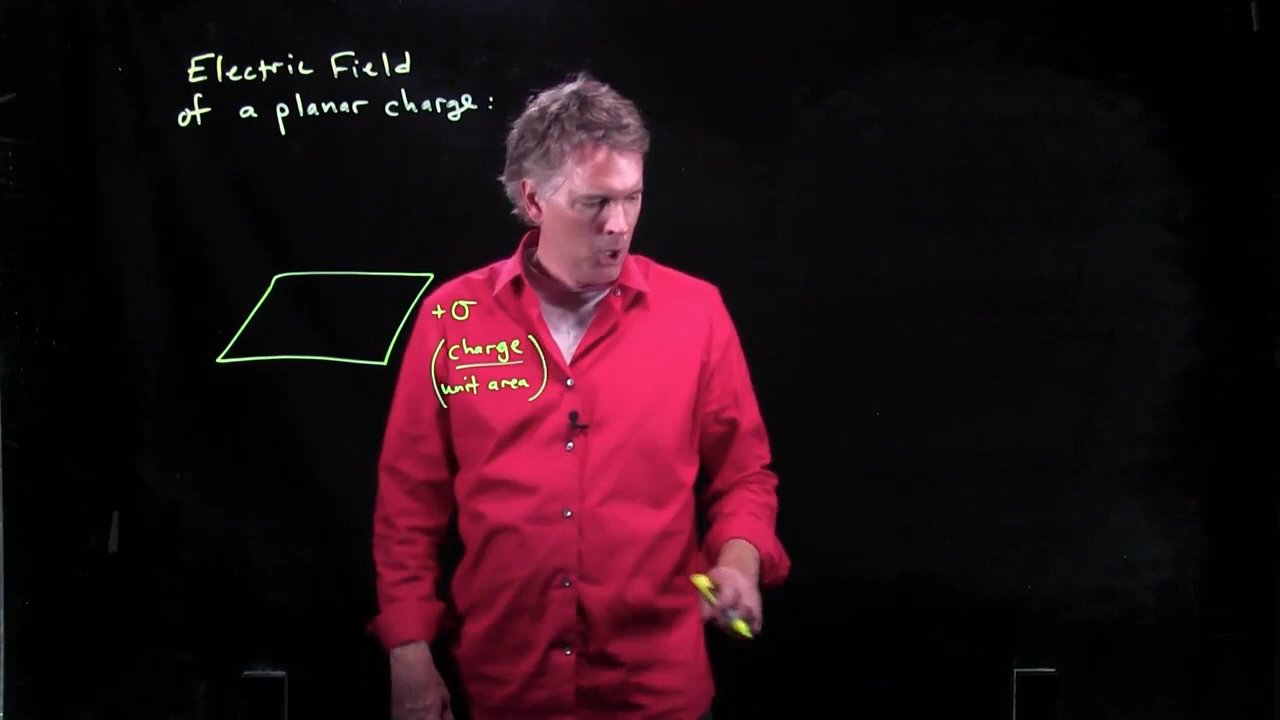 Electric Field
of a planar charge:
+σ
(charge
unit area)